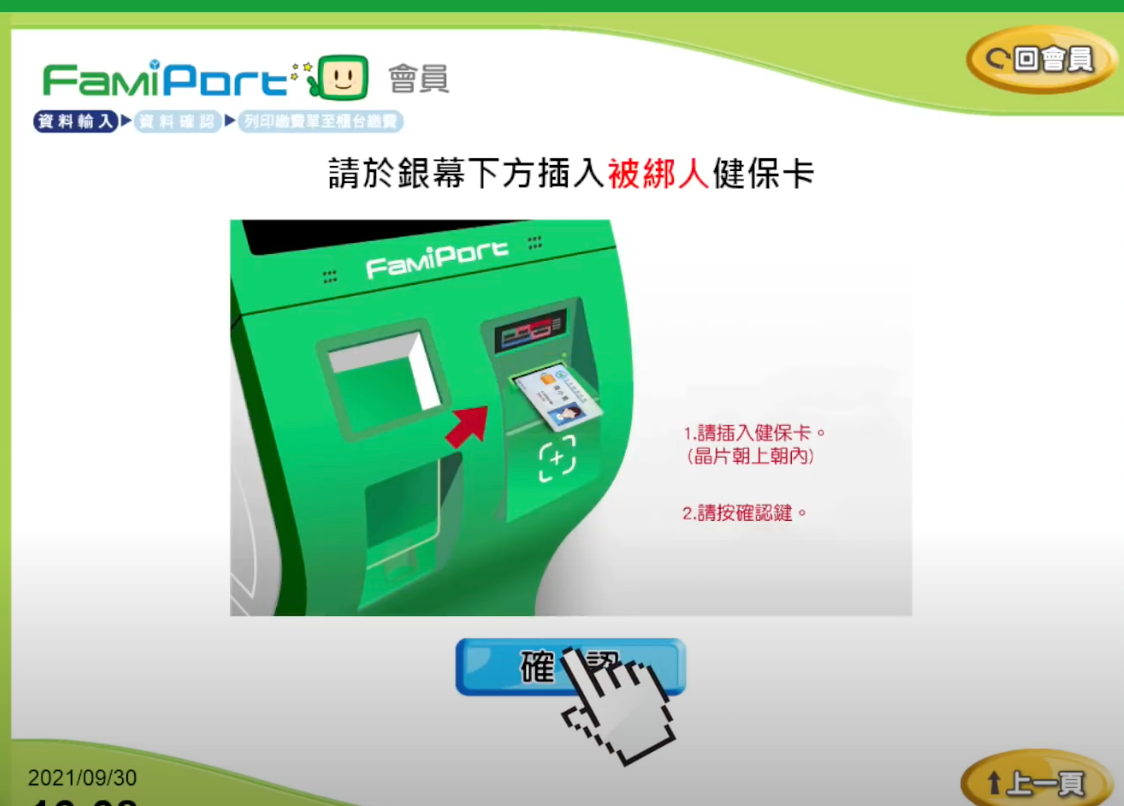 回會員
FamiPort 會員
資料輸入 資料確認 列印繳費單至櫃台繳費
請於銀幕下方插入被綁人健保卡
FamiPort
1.請插入健保卡。
(晶片朝上朝內)
2.請按確認鍵。
確認
2021/09/30
上一頁